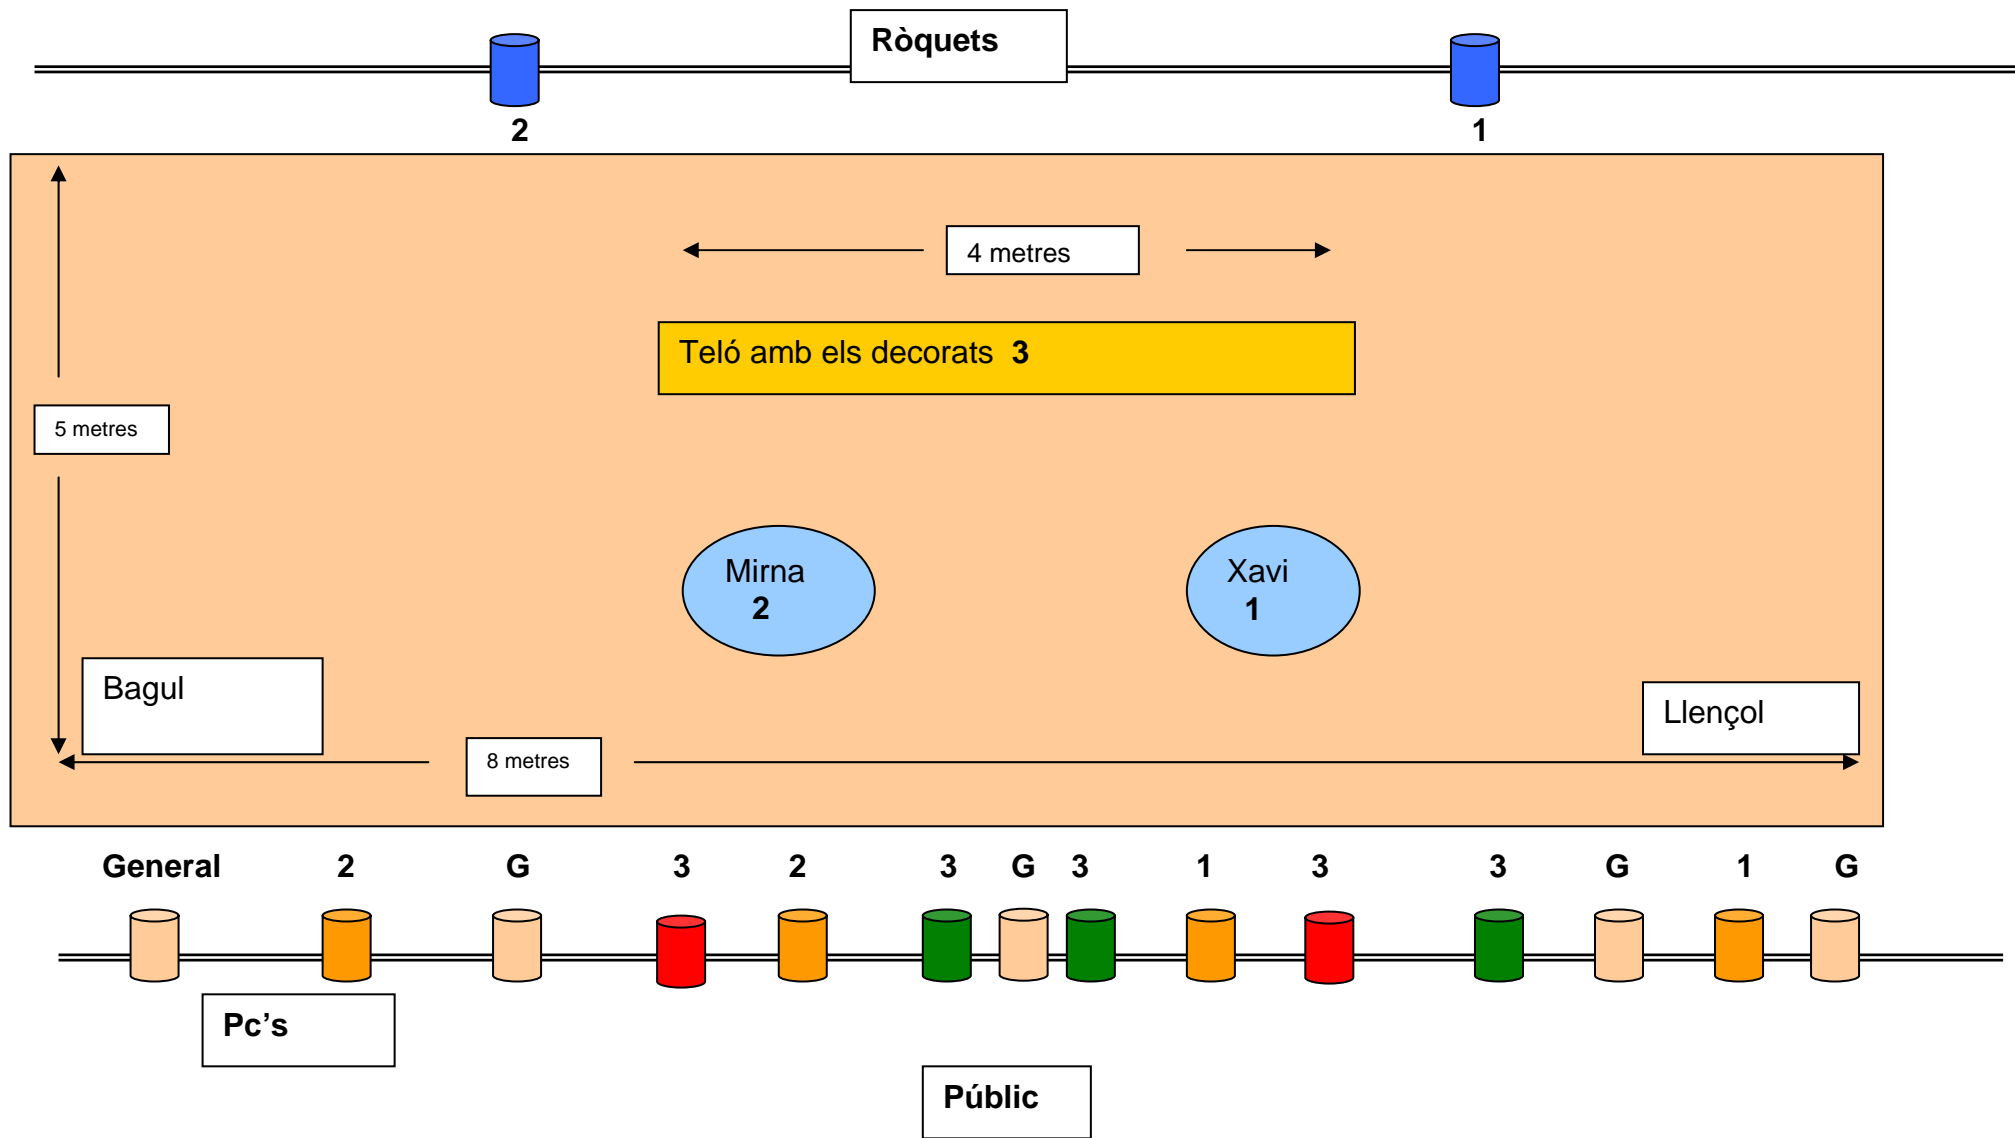 Ròquets
2 1
4 metres
Teló amb els decorats 3
5 metres
Mirna
2
Xavi
1
Bagul
Llençol
8 metres
General 2 G 3 2 3 G 3 1 3 3 G 1 G
Pc’s
Públic